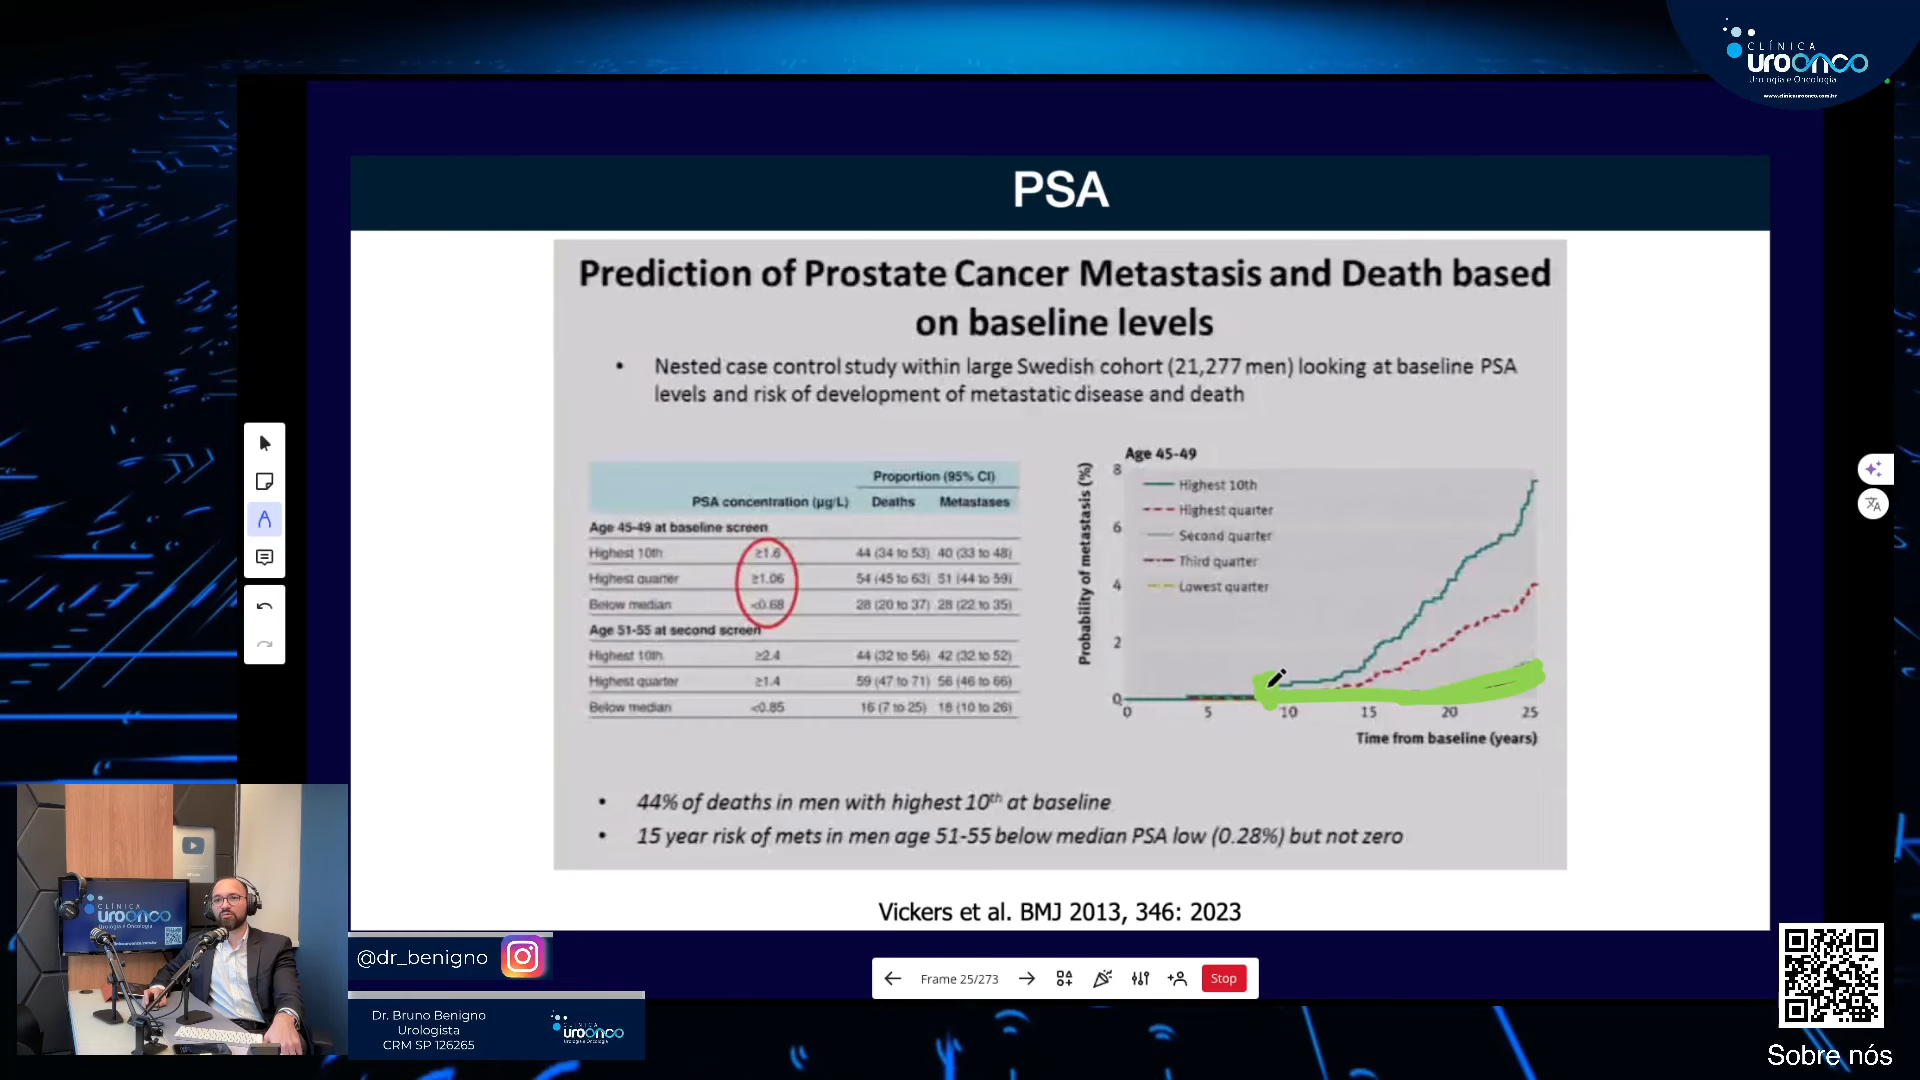 CLÍNICA
uroonco
Urologia e Oncologia
www.clinicauroonco.com.br
PSA
Prediction of Prostate Cancer Metastasis and Death based
on baseline levels
• Nested case control study within large Swedish cohort (21,277 men) looking at baseline PSA
levels and risk of development of metastatic disease and death
Proportion (95% CI)
PSA concentration (µg/L) Deaths Metastases
Age 45-49 at baseline screen
Highest 10th ≥1.6 44 (34 to 53) 40 (33 to 48)
Highest quarter ≥1.06 54 (45 to 63) 51 (44 to 59)
Below median <0.68 28 (20 to 37) 28 (22 to 35)
Age 51-55 at second screen
Highest 10th ≥2.4 44 (32 to 56) 42 (32 to 52)
Highest quarter ≥1.4 59 (47 to 71) 56 (46 to 66)
Below median <0.85 16 (7 to 25) 18 (10 to 26)
Age 45-49
Probability of metastasis (%)
8
6
4
2
0
Highest 10th
Highest quarter
Second quarter
Third quarter
Lowest quarter
0 5 10 15 20 25
Time from baseline (years)
• 44% of deaths in men with highest 10th at baseline
• 15 year risk of mets in men age 51-55 below median PSA low (0.28%) but not zero
Vickers et al. BMJ 2013, 346: 2023
Frame 25/273
Stop
CLÍNICA
uroonco
Urologia e Oncologia
@dr_benigno
Dr. Bruno Benigno
Urologista
CRM SP 126265
uroonco
Sobre nós